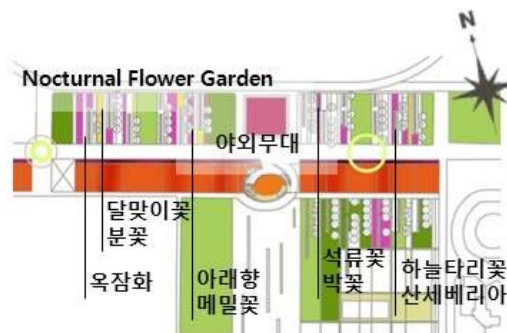 N
Nocturnal Flower Garden
야외무대
달맞이꽃
분꽃
옥잠화
아래향
메밀꽃
석류꽃
박꽃
하늘타리꽃
산세베리아